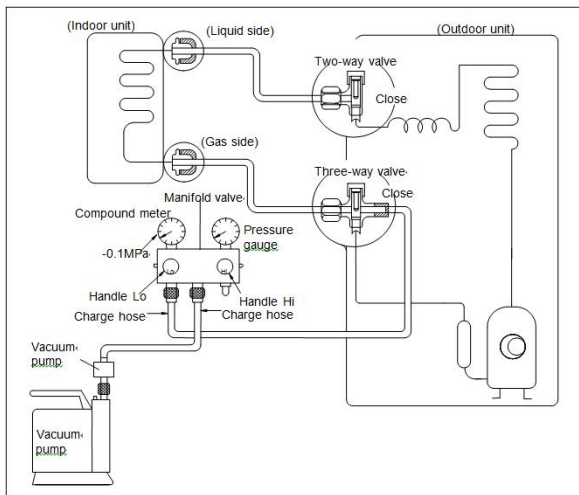 (Indoor unit)
(Liquid side)
(Outdoor unit)
Two-way valve
Close
(Gas side)
Three-way valve
Close
Manifold valve
Compound meter
Pressure
gauge
-0.1MPa
Lo
Hi
Handle Lo
Handle Hi
Charge hose
Charge hose
Vacuum
pump
Vacuum
pump